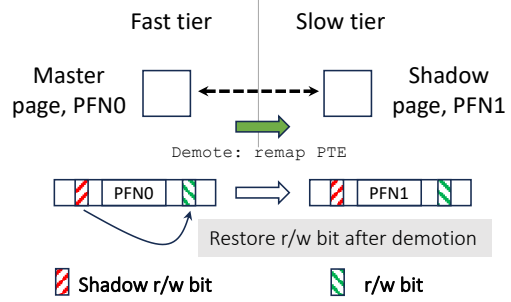 Fast tier
Slow tier
Master
page, PFN0
Shadow
page, PFN1
Demote: remap PTE
PFN0
PFN1
Restore r/w bit after demotion
Shadow r/w bit
r/w bit